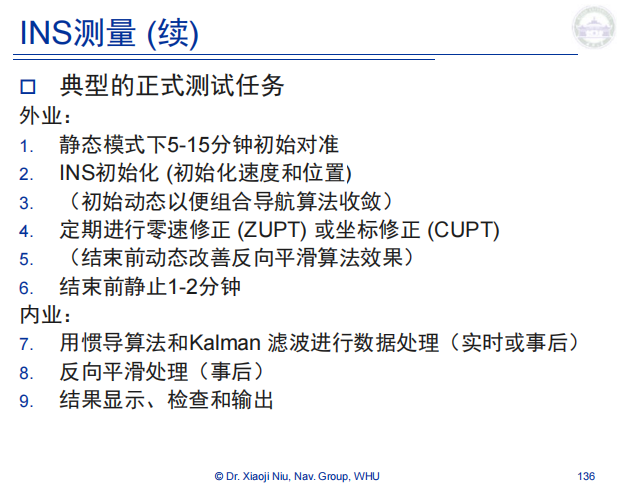 INS测量 (续)
□ 典型的正式测试任务
外业：
1. 静态模式下5-15分钟初始对准
2. INS初始化 (初始化速度和位置)
3. （初始动态以便组合导航算法收敛）
4. 定期进行零速修正 (ZUPT) 或坐标修正 (CUPT)
5. （结束前动态改善反向平滑算法效果）
6. 结束前静止1-2分钟
内业：
7. 用惯导算法和Kalman 滤波进行数据处理（实时或事后）
8. 反向平滑处理（事后）
9. 结果显示、检查和输出
© Dr. Xiaoji Niu, Nav. Group, WHU
136